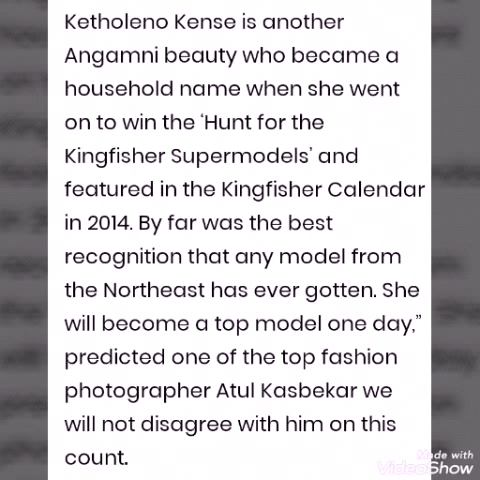 Ketholeno Kense is another
Angamni beauty who became a
household name when she went
on to win the ‘Hunt for the
Kingfisher Supermodels’ and
featured in the Kingfisher Calendar
in 2014. By far was the best
recognition that any model from
the Northeast has ever gotten. She
will become a top model one day,”
predicted one of the top fashion
photographer Atul Kasbekar we
will not disagree with him on this
count.
Made with
VideoShow